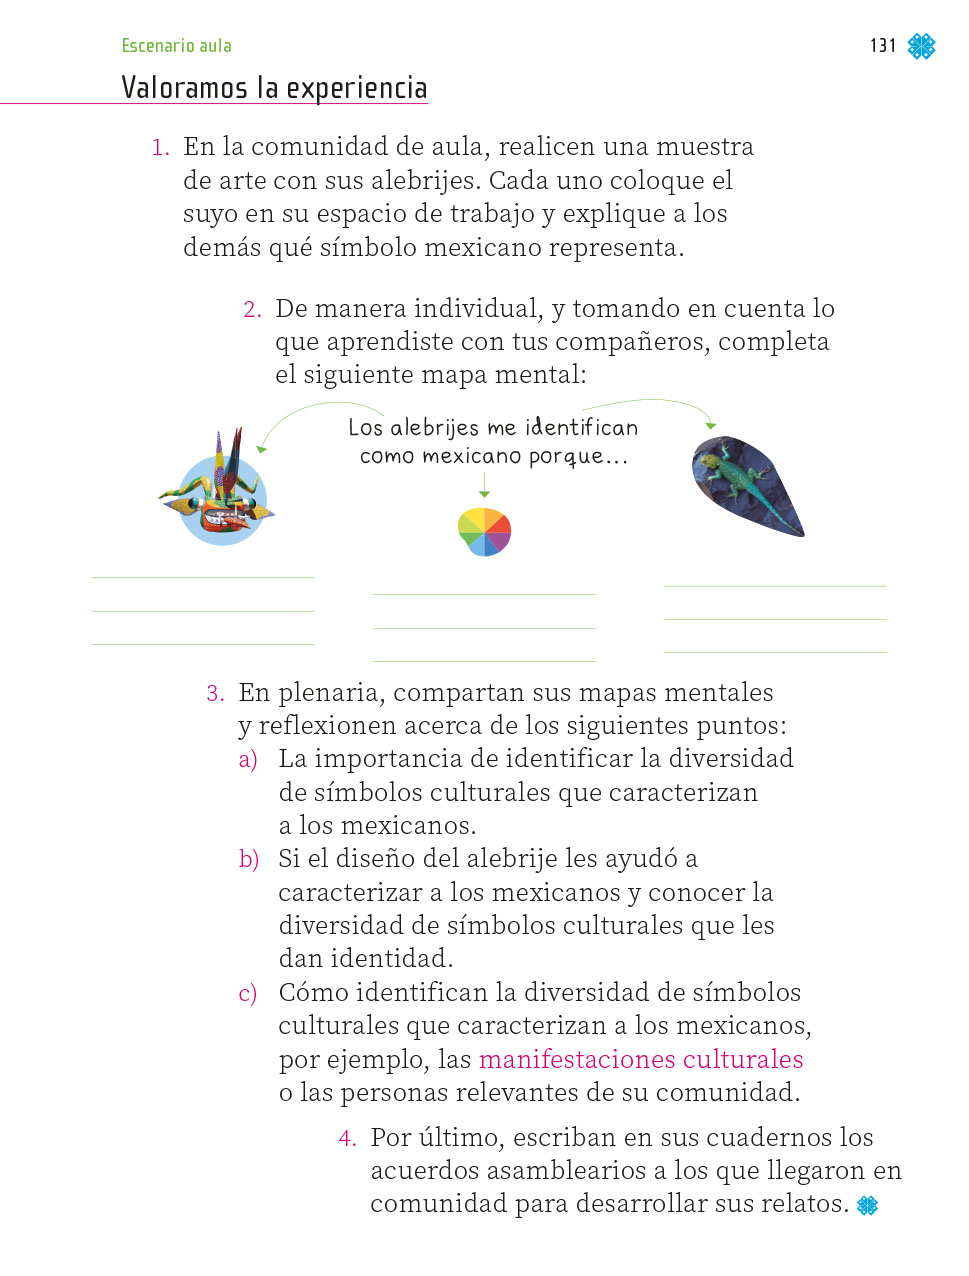 Escenario aula
131
Valoramos la experiencia
1. En la comunidad de aula, realicen una muestra
de arte con sus alebrijes. Cada uno coloque el
suyo en su espacio de trabajo y explique a los
demás qué símbolo mexicano representa.
2. De manera individual, y tomando en cuenta lo
que aprendiste con tus compañeros, completa
el siguiente mapa mental:
Los alebrijes me identifican
como mexicano porque...
3. En plenaria, compartan sus mapas mentales
y reflexionen acerca de los siguientes puntos:
a) La importancia de identificar la diversidad
de símbolos culturales que caracterizan
a los mexicanos.
b) Si el diseño del alebrije les ayudó a
caracterizar a los mexicanos y conocer la
diversidad de símbolos culturales que les
dan identidad.
c) Cómo identifican la diversidad de símbolos
culturales que caracterizan a los mexicanos,
por ejemplo, las manifestaciones culturales
o las personas relevantes de su comunidad.
4. Por último, escriban en sus cuadernos los
acuerdos asamblearios a los que llegaron en
comunidad para desarrollar sus relatos.